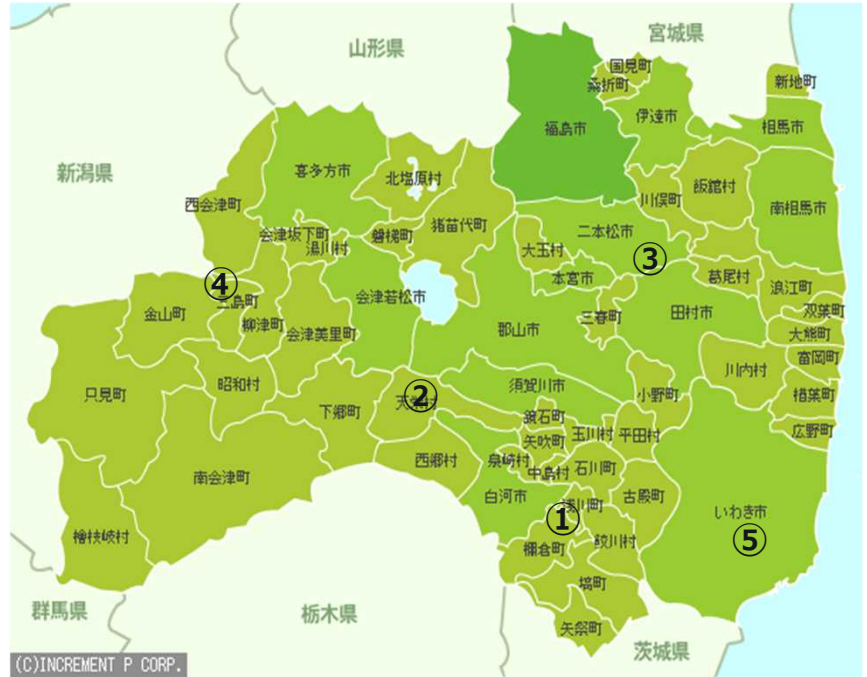 山形県
宮城県
国見町
桑折町
新地町
福島市
伊達市
相馬市
新潟県
喜多方市
北塩原村
飯舘村
西会津町
猪苗代町
川俣町
南相馬市
会津坂下町
磐梯町
二本松市
湯川村
大玉村
③
④
本宮市
葛尾村
浪江町
会津若松市
三島町
金山町
双葉町
柳津町
会津美里町
郡山市
三春町
田村市
大熊町
富岡町
川内村
只見町
昭和村
須賀川市
小野町
楢葉町
②
下郷町
鏡石町
玉川村
平田村
広野町
矢吹町
西郷村
泉崎村
中島村
石川町
南会津町
白河市
古殿町
浅川町
①
いわき市
⑤
檜枝岐村
棚倉町
鮫川村
塙町
群馬県
栃木県
矢祭町
茨城県
(C)INCREMENT P CORP.